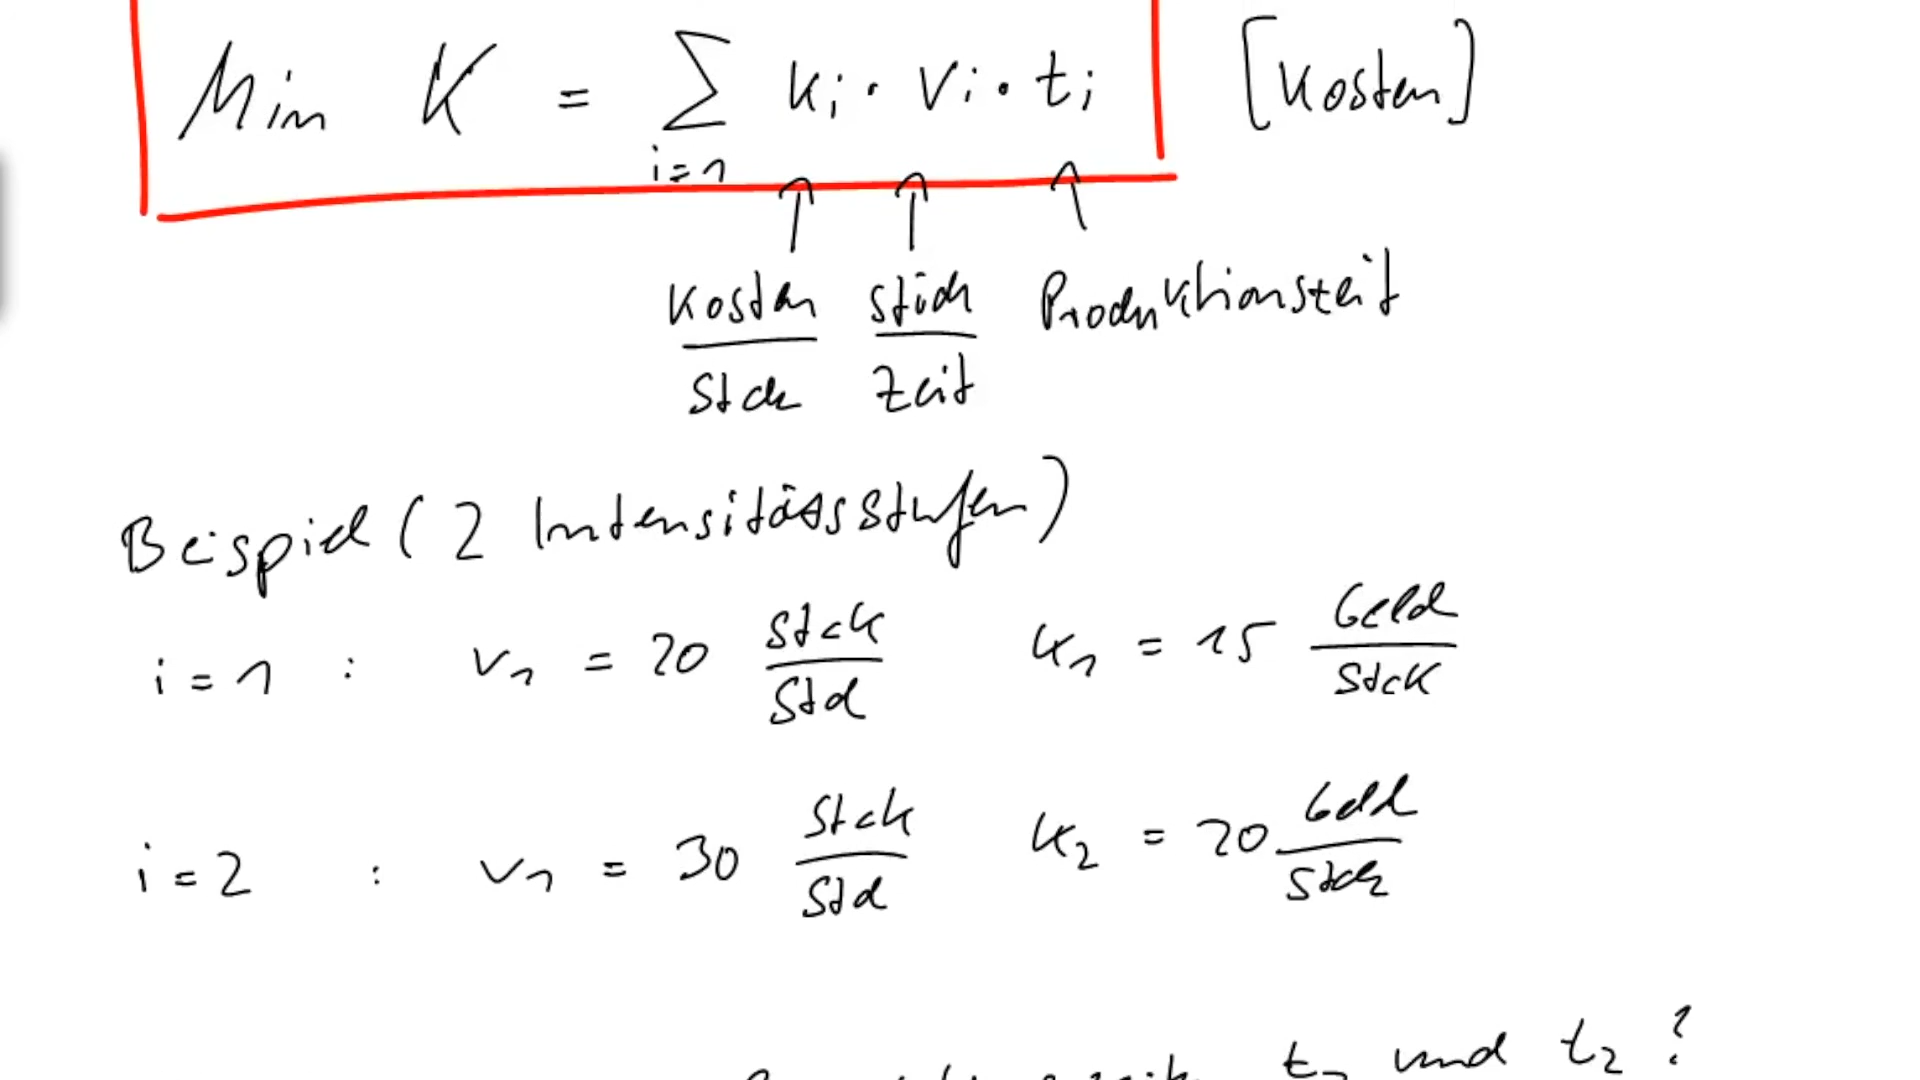 Min K = Σ ki · vi · ti [Kosten]
i=1
Kosten Stück Produktionszeit
Stck Zeit
Beispiel (2 Intensitätsstufen)
i=1 : v1 = 20 Stck/Std k1 = 15 Geld/Stck
i=2 : v1 = 30 Stck/Std k2 = 20 Geld/Stck
und t2 ?